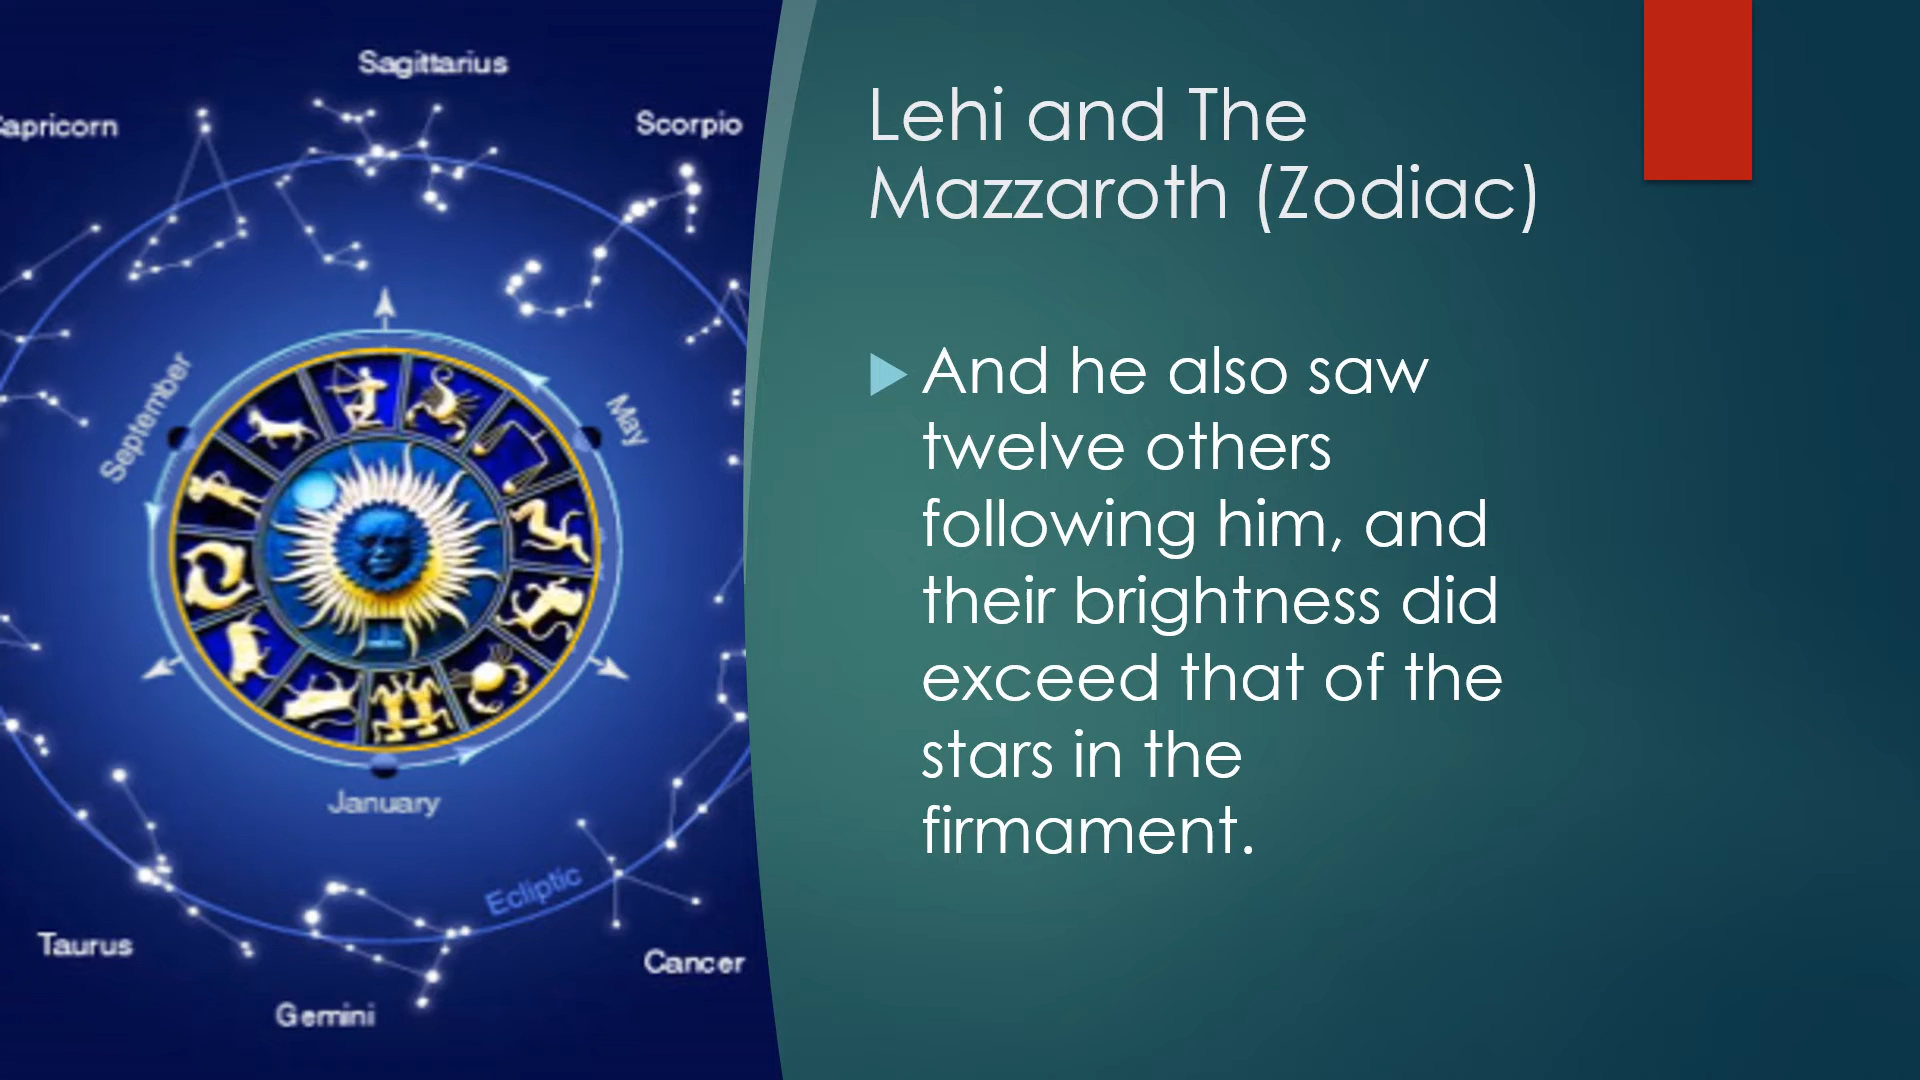 Sagittarius
apricorn
Scorpio
September
May
January
Ecliptic
Taurus
Cancer
Gemini
Lehi and The
Mazzaroth (Zodiac)
And he also saw
twelve others
following him, and
their brightness did
exceed that of the
stars in the
firmament.